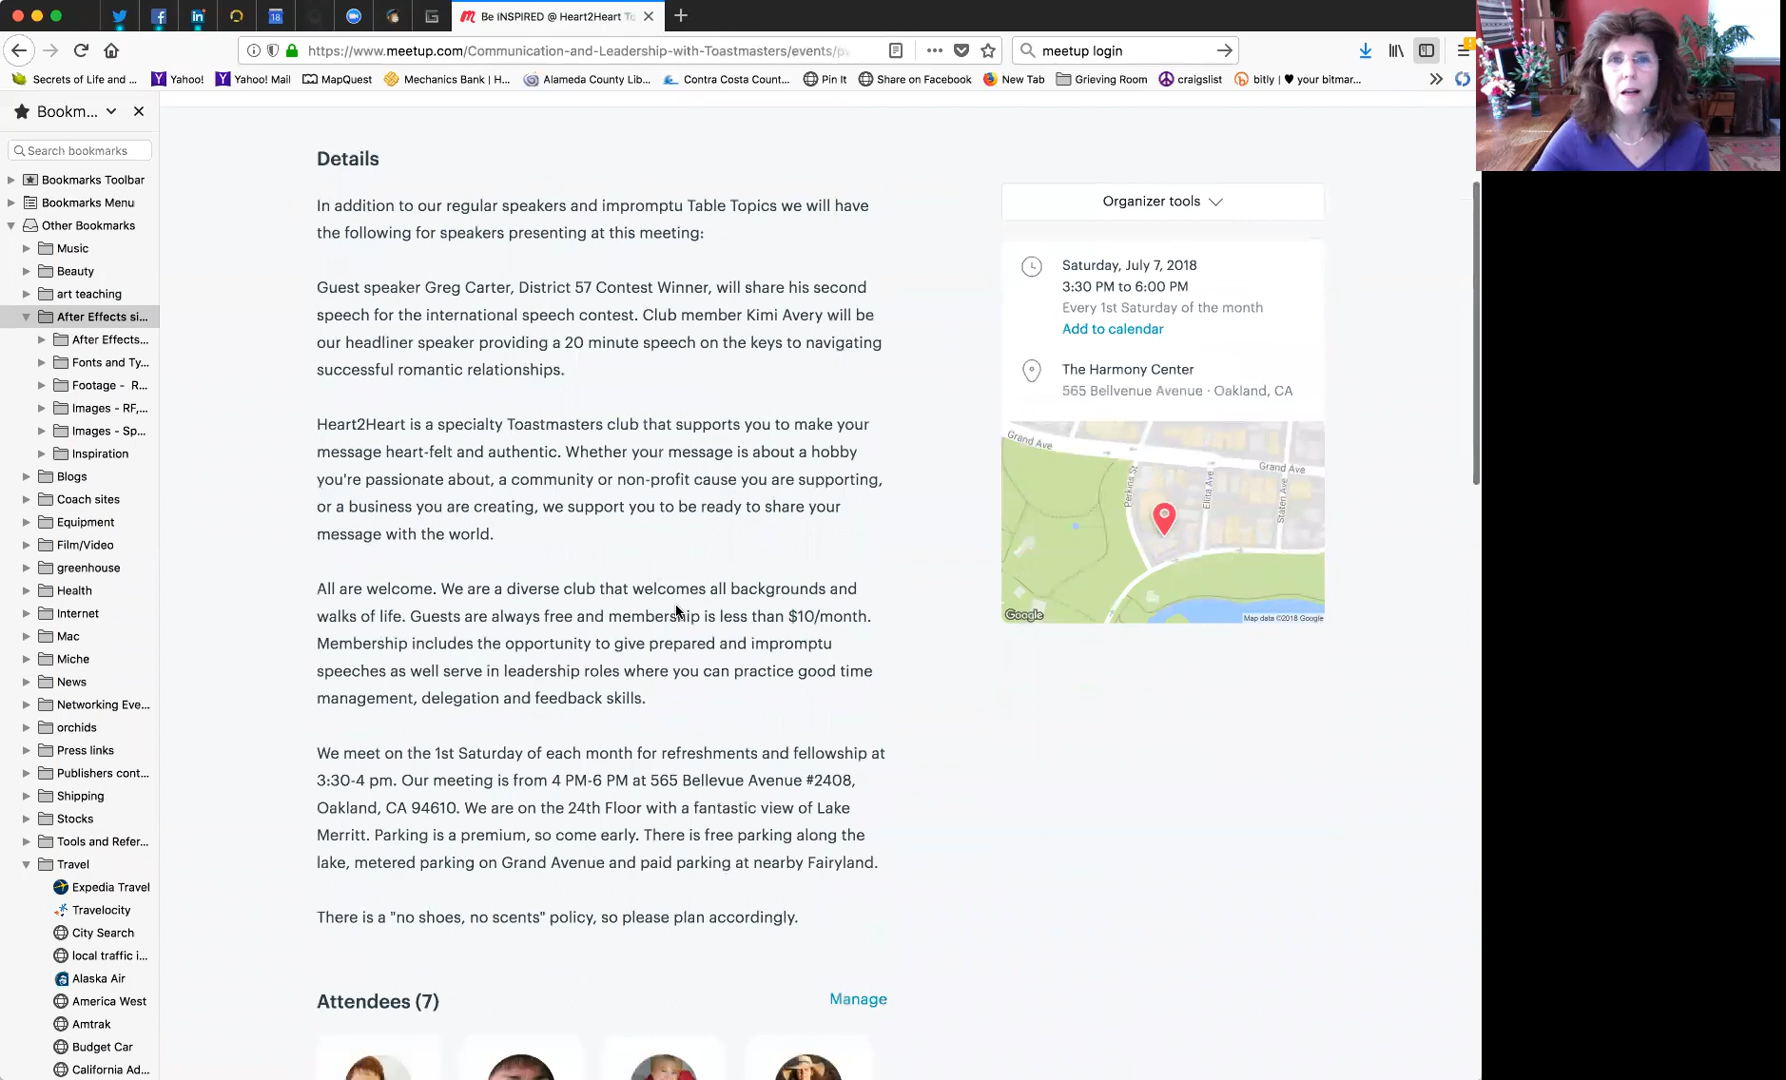 Be iNSPIRED @ Heart2Heart To
https://www.meetup.com/Communication-and-Leadership-with-Toastmasters/events/p
meetup login
Secrets of Life and ...
Yahoo!
Yahoo! Mail
MapQuest
Mechanics Bank | H...
Alameda County Lib...
Contra Costa Count...
Pin It
Share on Facebook
New Tab
Grieving Room
craigslist
bitly | ♥ your bitmar...
Bookm...
Search bookmarks
Bookmarks Toolbar
Bookmarks Menu
Other Bookmarks
Music
Beauty
art teaching
After Effects si...
After Effects...
Fonts and Ty...
Footage - R...
Images - RF,...
Images - Sp...
Inspiration
Blogs
Coach sites
Equipment
Film/Video
greenhouse
Health
Internet
Mac
Miche
News
Networking Eve...
orchids
Press links
Publishers cont...
Shipping
Stocks
Tools and Refer...
Travel
Expedia Travel
Travelocity
City Search
local traffic i...
Alaska Air
America West
Amtrak
Budget Car
California Ad...
Details
In addition to our regular speakers and impromptu Table Topics we will have
the following for speakers presenting at this meeting:
Guest speaker Greg Carter, District 57 Contest Winner, will share his second
speech for the international speech contest. Club member Kimi Avery will be
our headliner speaker providing a 20 minute speech on the keys to navigating
successful romantic relationships.
Heart2Heart is a specialty Toastmasters club that supports you to make your
message heart-felt and authentic. Whether your message is about a hobby
you're passionate about, a community or non-profit cause you are supporting,
or a business you are creating, we support you to be ready to share your
message with the world.
All are welcome. We are a diverse club that welcomes all backgrounds and
walks of life. Guests are always free and membership is less than $10/month.
Membership includes the opportunity to give prepared and impromptu
speeches as well serve in leadership roles where you can practice good time
management, delegation and feedback skills.
We meet on the 1st Saturday of each month for refreshments and fellowship at
3:30-4 pm. Our meeting is from 4 PM-6 PM at 565 Bellevue Avenue #2408,
Oakland, CA 94610. We are on the 24th Floor with a fantastic view of Lake
Merritt. Parking is a premium, so come early. There is free parking along the
lake, metered parking on Grand Avenue and paid parking at nearby Fairyland.
There is a "no shoes, no scents" policy, so please plan accordingly.
Attendees (7)
Manage
Organizer tools
Saturday, July 7, 2018
3:30 PM to 6:00 PM
Every 1st Saturday of the month
Add to calendar
The Harmony Center
565 Bellvenue Avenue · Oakland, CA
Grand Ave
Grand Ave
Perkins St
Ellita Ave
Staten Ave
Google
Map data ©2018 Google